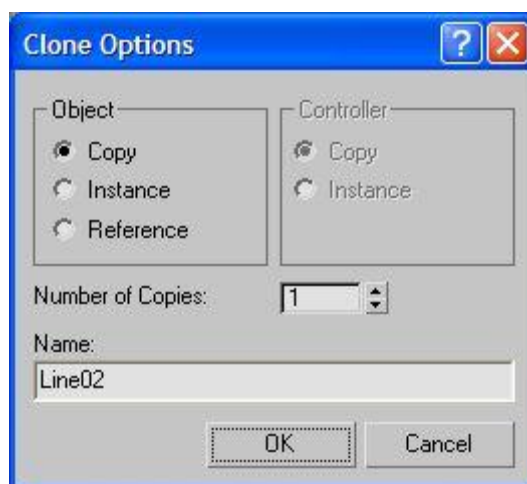 Clone Options
Object
Controller
Copy
Copy
Instance
Instance
Reference
Number of Copies: 1
Name:
Line02
OK Cancel